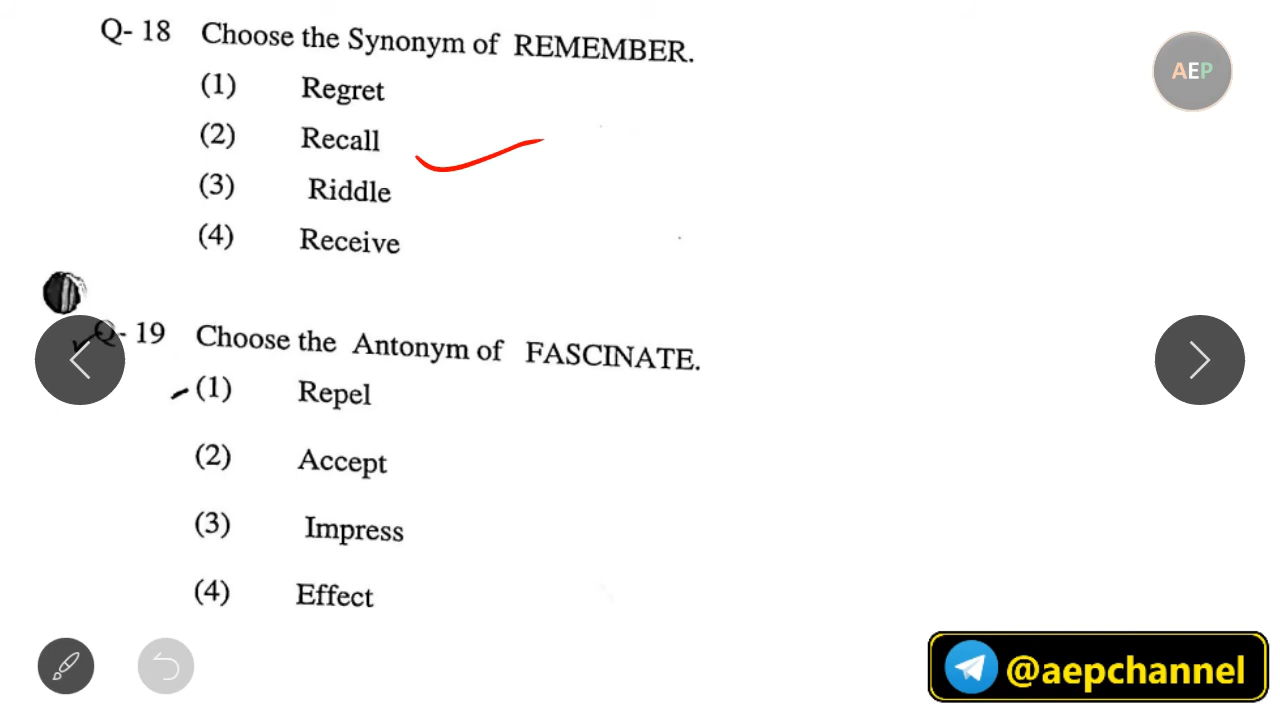 Q- 18 Choose the Synonym of REMEMBER.
AEP
(1) Regret
(2) Recall
(3) Riddle
(4) Receive
Q- 19 Choose the Antonym of FASCINATE.
(1) Repel
(2) Accept
(3) Impress
(4) Effect
@aepchannel